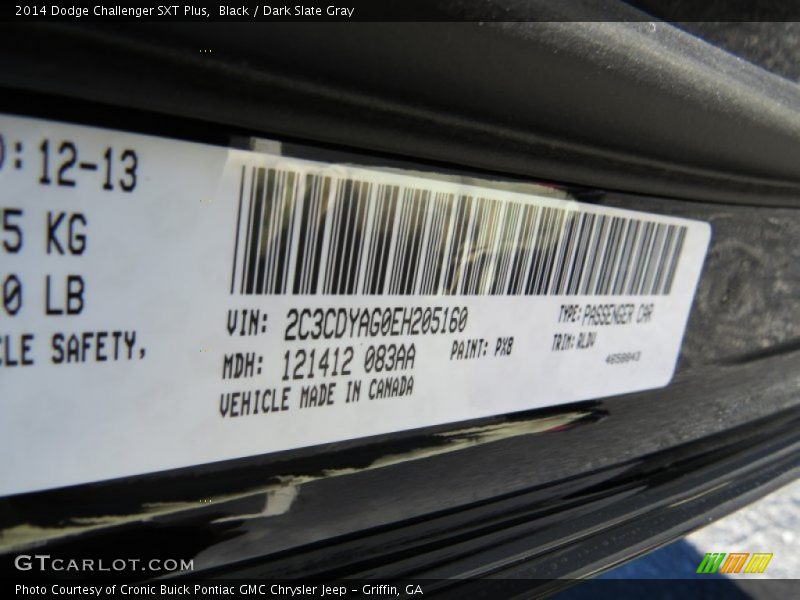 2014 Dodge Challenger SXT Plus,  Black / Dark Slate Gray
:12-13
5 KG
0 LB
CLE SAFETY,
VIN: 2C3CDYAG0EH205160
TYPE: PASSENGER CAR
MDH: 121412 083AA
PAINT: PX8
TRIM: RLDV
VEHICLE MADE IN CANADA
GTCARLOT.COM
Photo Courtesy of Cronic Buick Pontiac GMC Chrysler Jeep - Griffin, GA